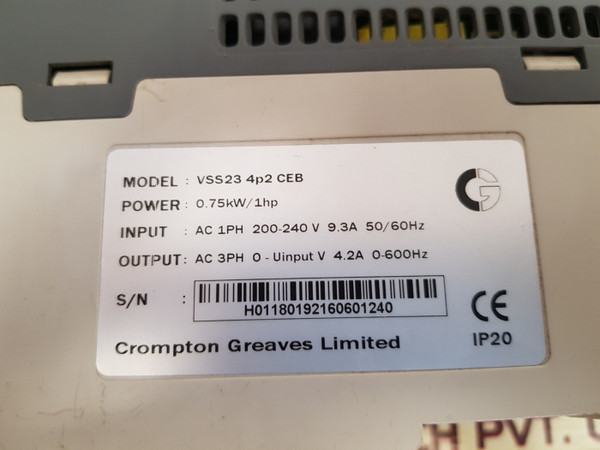 MODEL : VSS23 4p2 CEB
POWER : 0.75kW/1hp
INPUT : AC 1PH 200-240 V 9.3A 50/60Hz
OUTPUT: AC 3PH 0 - Uinput V 4.2A 0-600Hz
S/N :
H01180192160601240
CE
IP20
Crompton Greaves Limited
H PVT.